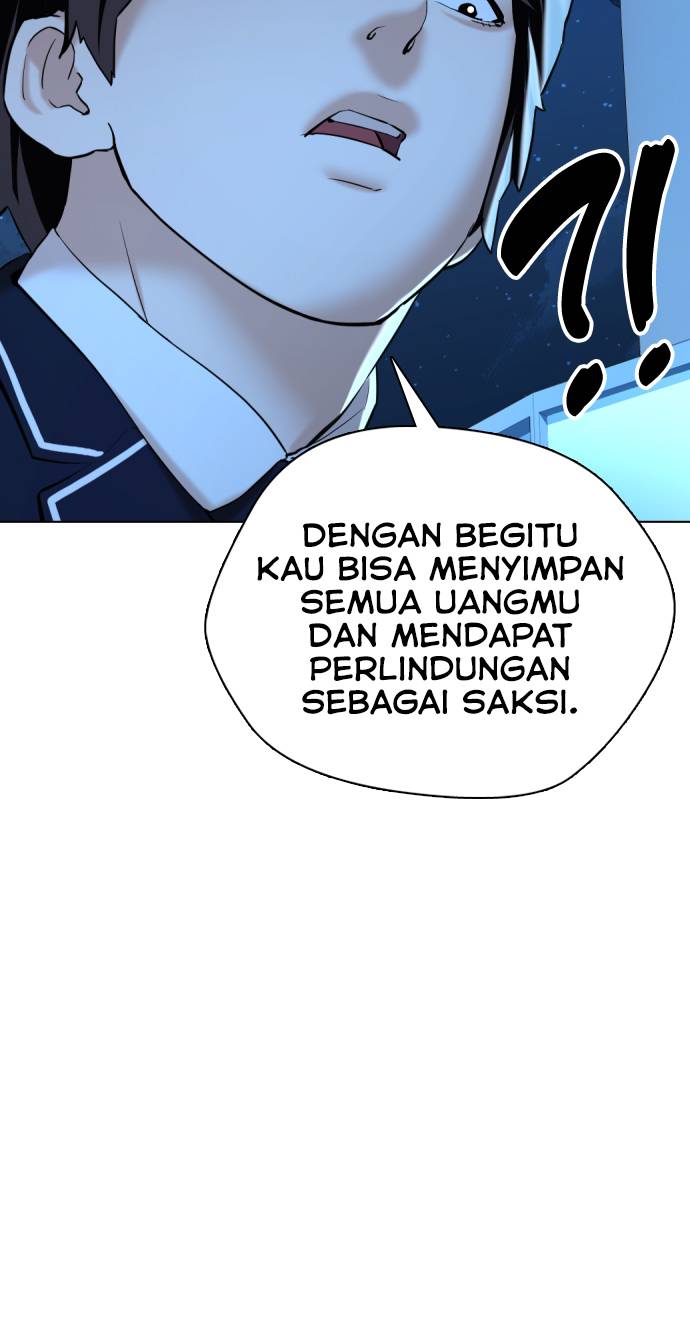 ?!
DENGAN BEGITU
KAU BISA MENYIMPAN
SEMUA UANGMU
DAN MENDAPAT
PERLINDUNGAN
SEBAGAI SAKSI.